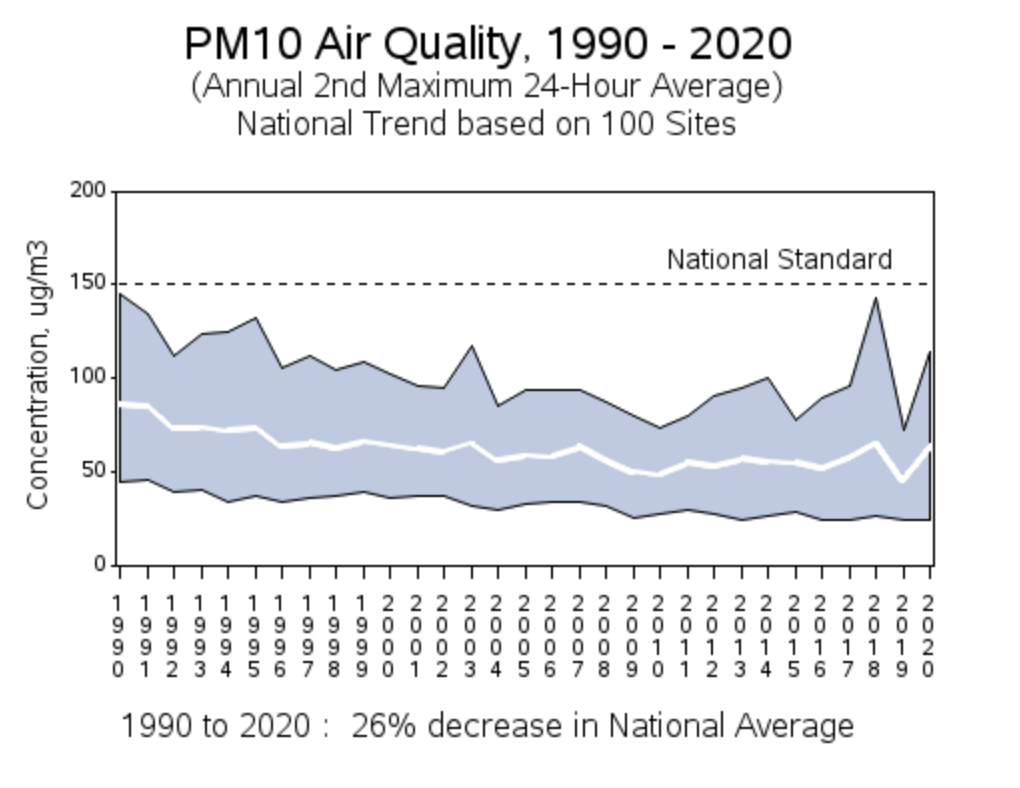 PM10 Air Quality, 1990 - 2020
(Annual 2nd Maximum 24-Hour Average)
National Trend based on 100 Sites
200
National Standard
150
100
50
0
Concentration, ug/m3
1990 1991 1992 1993 1994 1995 1996 1997 1998 1999 2000 2001 2002 2003 2004 2005 2006 2007 2008 2009 2010 2011 2012 2013 2014 2015 2016 2017 2018 2019 2020
1990 to 2020 : 26% decrease in National Average